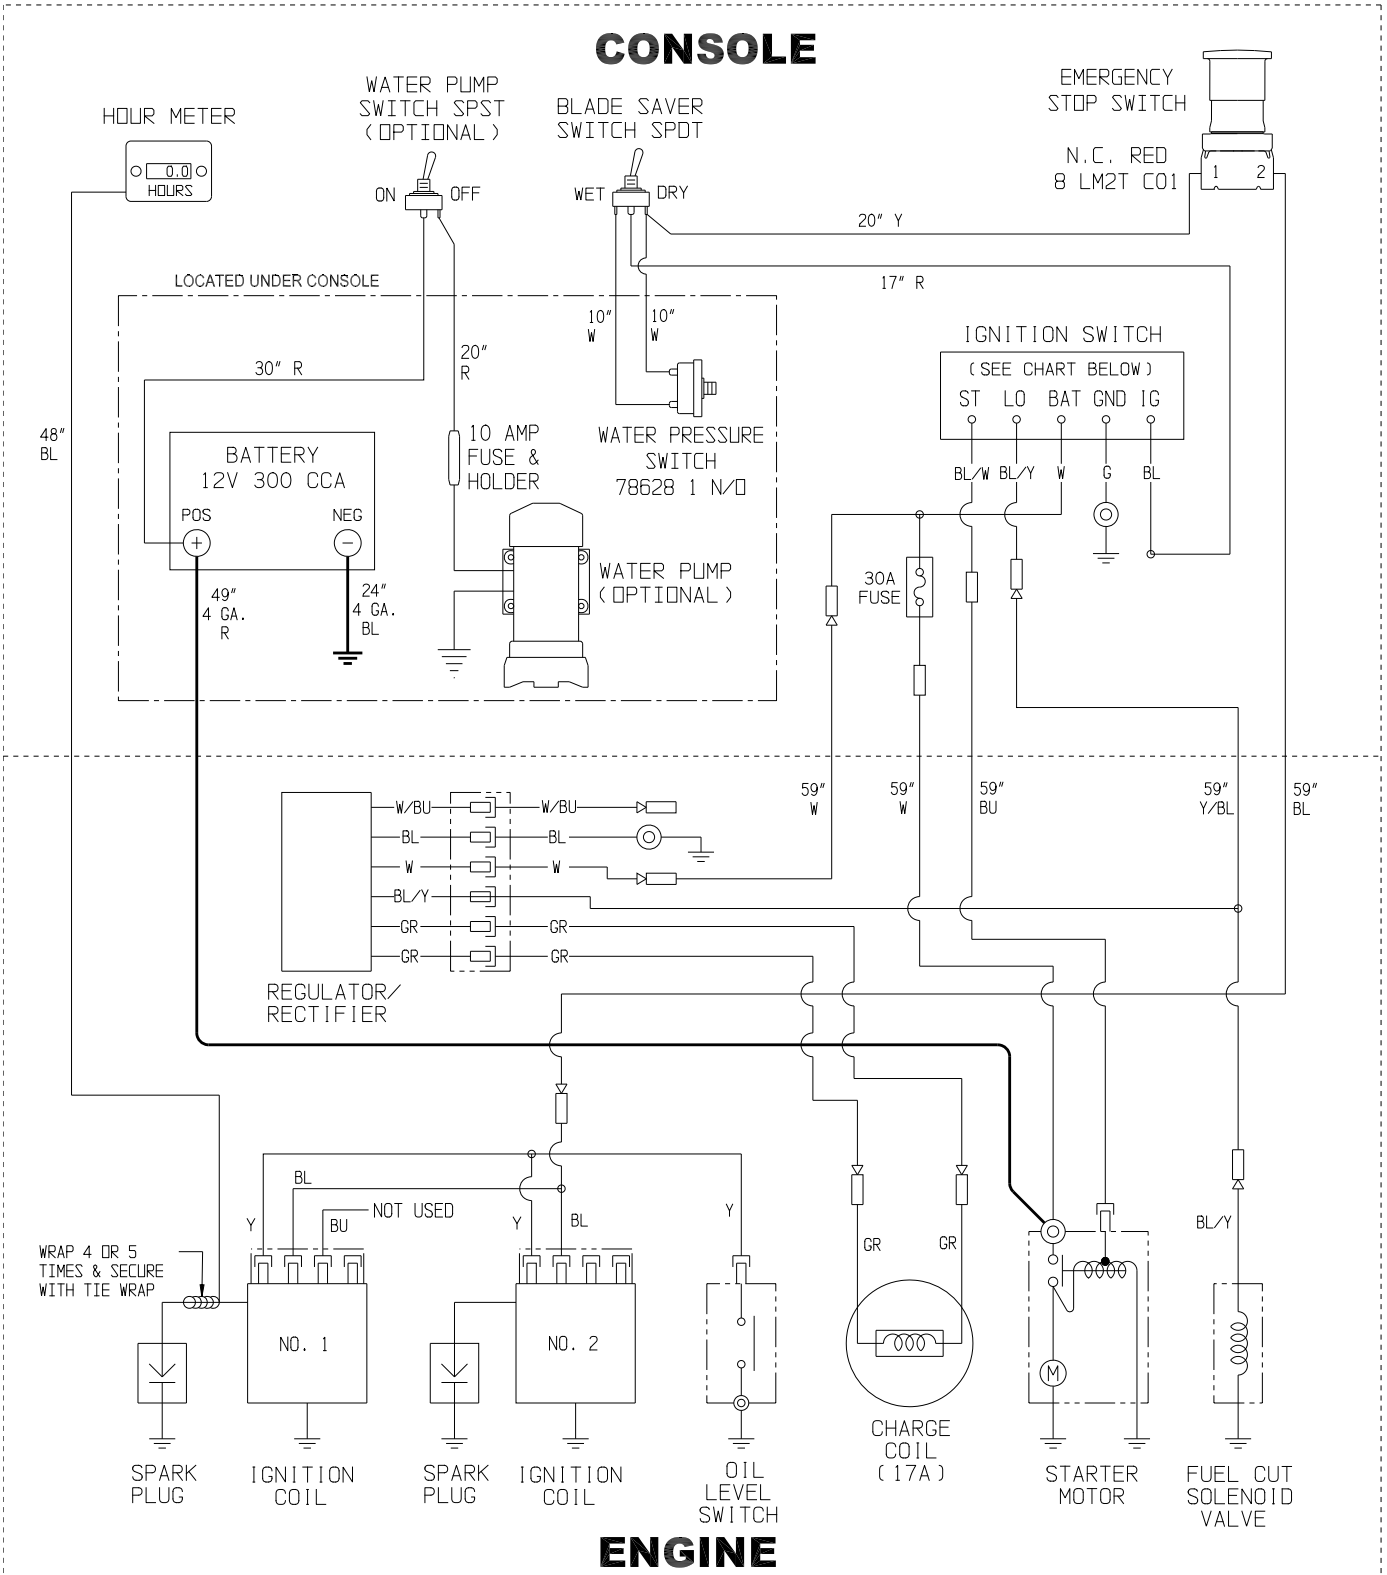 CONSOLE
HOUR METER
0.0
HOURS
WATER PUMP
SWITCH SPST
(OPTIONAL)
ON
OFF
BLADE SAVER
SWITCH SPDT
WET
DRY
EMERGENCY
STOP SWITCH
N.C. RED
8 LM2T C01
1
2
20" Y
17" R
LOCATED UNDER CONSOLE
10"
W
10"
W
30" R
20"
R
IGNITION SWITCH
(SEE CHART BELOW)
ST
LO
BAT
GND
IG
BL/W
BL/Y
W
G
BL
48"
BL
BATTERY
12V 300 CCA
POS
NEG
+
-
10 AMP
FUSE &
HOLDER
WATER PRESSURE
SWITCH
78628 1 N/O
WATER PUMP
(OPTIONAL)
49"
4 GA.
R
24"
4 GA.
BL
30A
FUSE
59"
W
59"
W
59"
BU
59"
Y/BL
59"
BL
W/BU
W/BU
BL
BL
W
W
BL/Y
GR
GR
GR
GR
REGULATOR/
RECTIFIER
BL
NOT USED
Y
BU
Y
BL
Y
WRAP 4 OR 5
TIMES & SECURE
WITH TIE WRAP
GR
GR
BL/Y
NO. 1
NO. 2
M
SPARK
PLUG
IGNITION
COIL
SPARK
PLUG
IGNITION
COIL
OIL
LEVEL
SWITCH
CHARGE
COIL
(17A)
STARTER
MOTOR
FUEL CUT
SOLENOID
VALVE
ENGINE